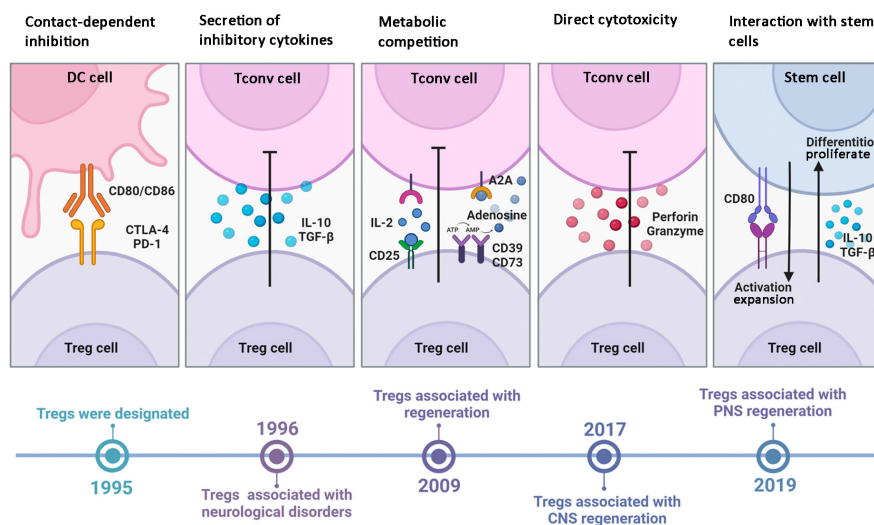 Contact-dependent
inhibition
Secretion of
inhibitory cytokines
Metabolic
competition
Direct cytotoxicity
Interaction with stem
cells
DC cell
CD80/CD86
CTLA-4
PD-1
Treg cell
Tconv cell
IL-10
TGF-β
Treg cell
Tconv cell
A2A
IL-2
Adenosine
ATP
AMP
CD25
CD39
CD73
Treg cell
Tconv cell
Perforin
Granzyme
Treg cell
Stem cell
Differentitio
proliferate
CD80
IL-10
TGF-β
Activation
expansion
Treg cell
Tregs were designated
1995
1996
Tregs associated with
neurological disorders
Tregs associated with
regeneration
2009
2017
Tregs associated with
CNS regeneration
Tregs associated with
PNS regeneration
2019